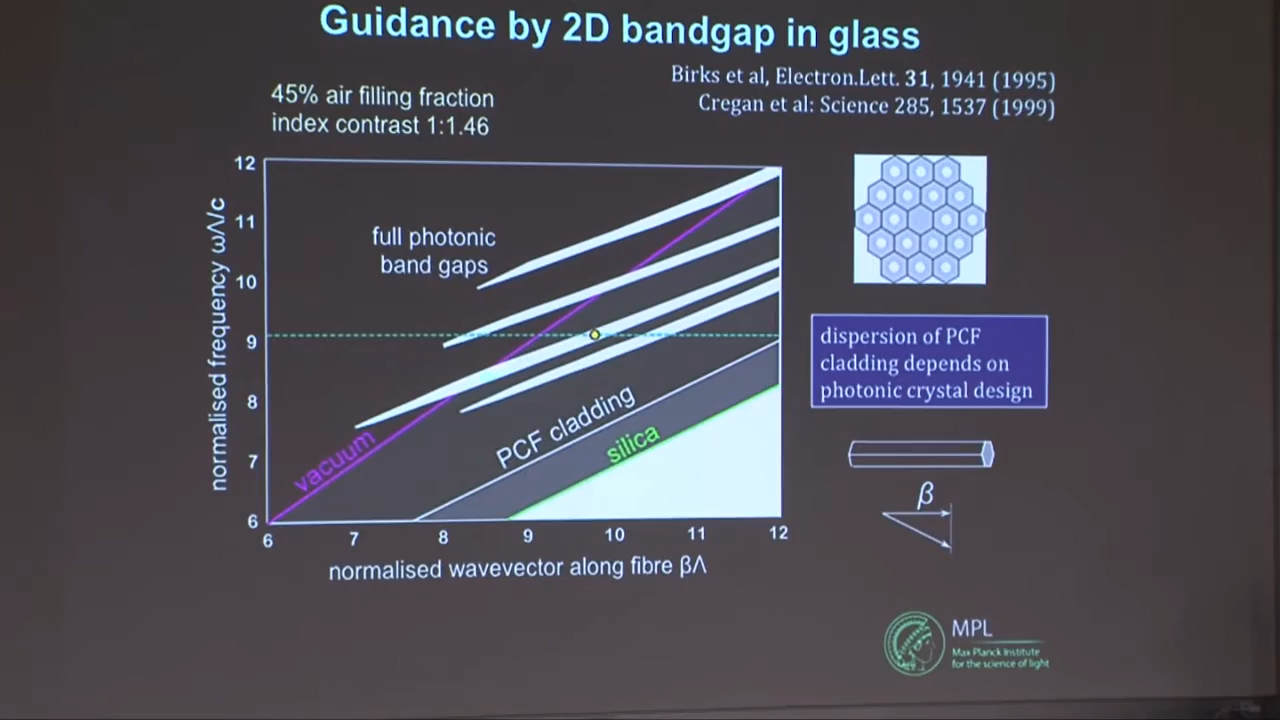 Guidance by 2D bandgap in glass
Birks et al, Electron.Lett. 31, 1941 (1995)
Cregan et al: Science 285, 1537 (1999)
45% air filling fraction
index contrast 1:1.46
12
11
10
9
8
7
6
normalised frequency ωΛ/c
full photonic
band gaps
vacuum
PCF cladding
silica
6
7
8
9
10
11
12
normalised wavevector along fibre βΛ
dispersion of PCF
cladding depends on
photonic crystal design
β
MPL
Max Planck Institute
for the science of light